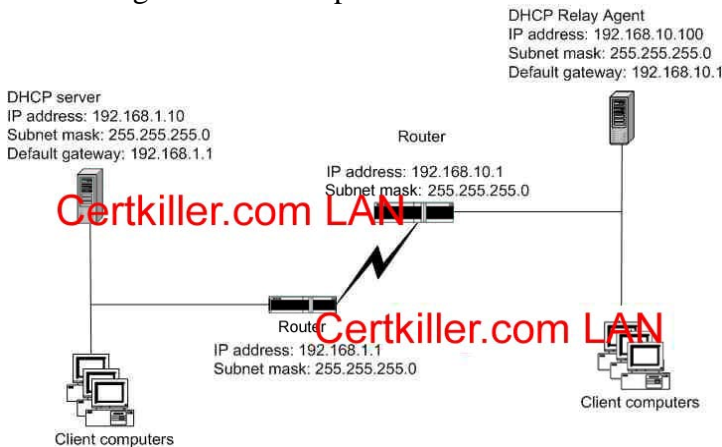 DHCP Relay Agent
IP address: 192.168.10.100
Subnet mask: 255.255.255.0
Default gateway: 192.168.10.1
DHCP server
IP address: 192.168.1.10
Subnet mask: 255.255.255.0
Default gateway: 192.168.1.1
Router
IP address: 192.168.10.1
Subnet mask: 255.255.255.0
Certkiller.com LAN
Certkiller.com LAN
Router
IP address: 192.168.1.1
Subnet mask: 255.255.255.0
Client computers
Client computers